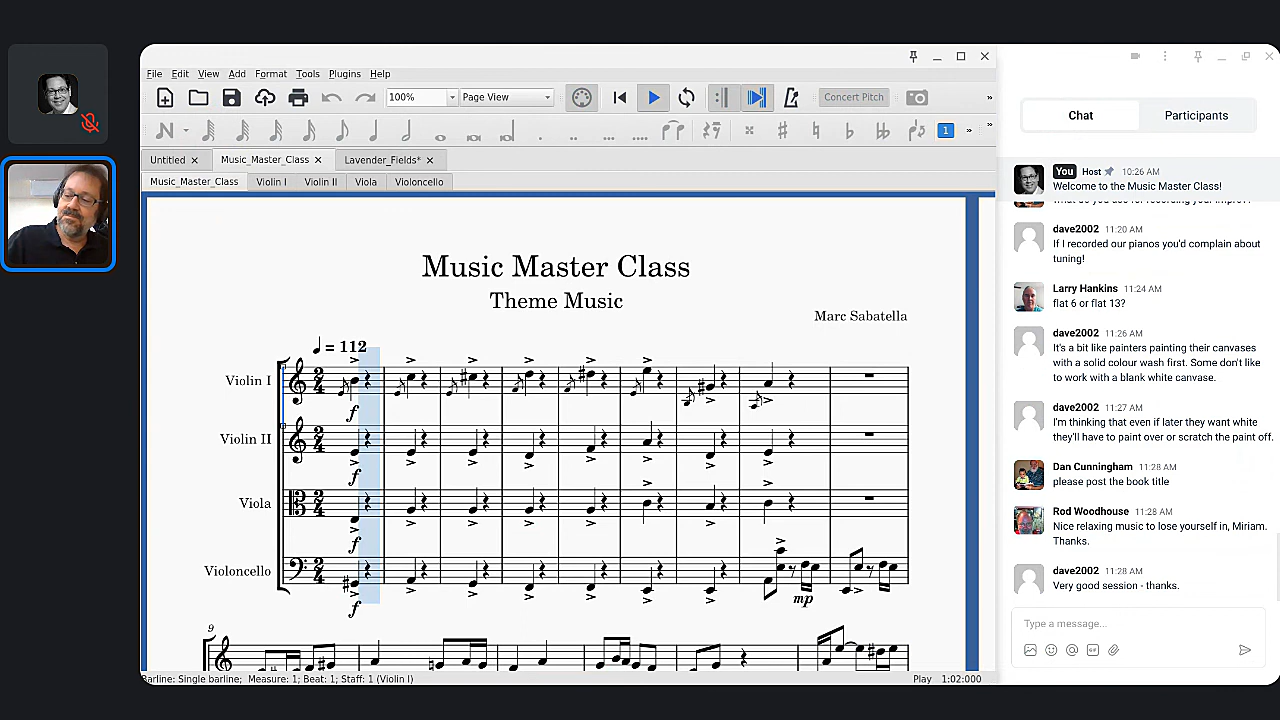 File Edit View Add Format Tools Plugins Help
100% Page View Concert Pitch »
1 »
Untitled × Music_Master_Class × Lavender_Fields* ×
Music_Master_Class Violin I Violin II Viola Violoncello
Music Master Class
Theme Music
Marc Sabatella
♩ = 112
Violin I
f
Violin II
f
Viola
f
Violoncello
f mp
9
Barline: Single barline; Measure: 1; Beat: 1; Staff: 1 (Violin I) Play 1:02:000
Chat Participants
You Host 10:26 AM
Welcome to the Music Master Class!
dave2002 11:20 AM
If I recorded our pianos you'd complain about
tuning!
Larry Hankins 11:24 AM
flat 6 or flat 13?
dave2002 11:26 AM
It's a bit like painters painting their canvases
with a solid colour wash first. Some don't like
to work with a blank white canvase.
dave2002 11:27 AM
I'm thinking that even if later they want white
they'll have to paint over or scratch the paint off.
Dan Cunningham 11:28 AM
please post the book title
Rod Woodhouse 11:28 AM
Nice relaxing music to lose yourself in, Miriam.
Thanks.
dave2002 11:28 AM
Very good session - thanks.
Type a message...